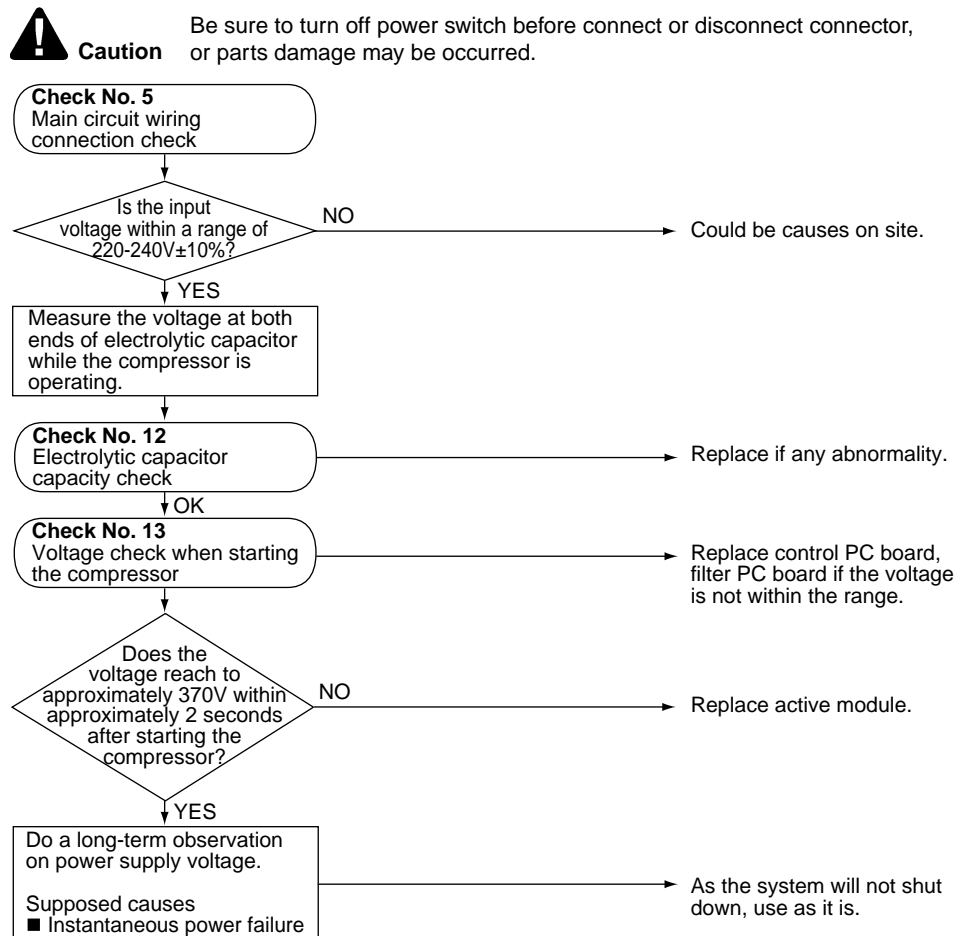 Be sure to turn off power switch before connect or disconnect connector,
Caution or parts damage may be occurred.
Check No. 5
Main circuit wiring
connection check
Is the input
voltage within a range of
220-240V±10%?
NO
Could be causes on site.
YES
Measure the voltage at both
ends of electrolytic capacitor
while the compressor is
operating.
Check No. 12
Electrolytic capacitor
capacity check
Replace if any abnormality.
OK
Check No. 13
Voltage check when starting
the compressor
Replace control PC board,
filter PC board if the voltage
is not within the range.
Does the
voltage reach to
approximately 370V within
approximately 2 seconds
after starting the
compressor?
NO
Replace active module.
YES
Do a long-term observation
on power supply voltage.
Supposed causes
■ Instantaneous power failure
As the system will not shut
down, use as it is.